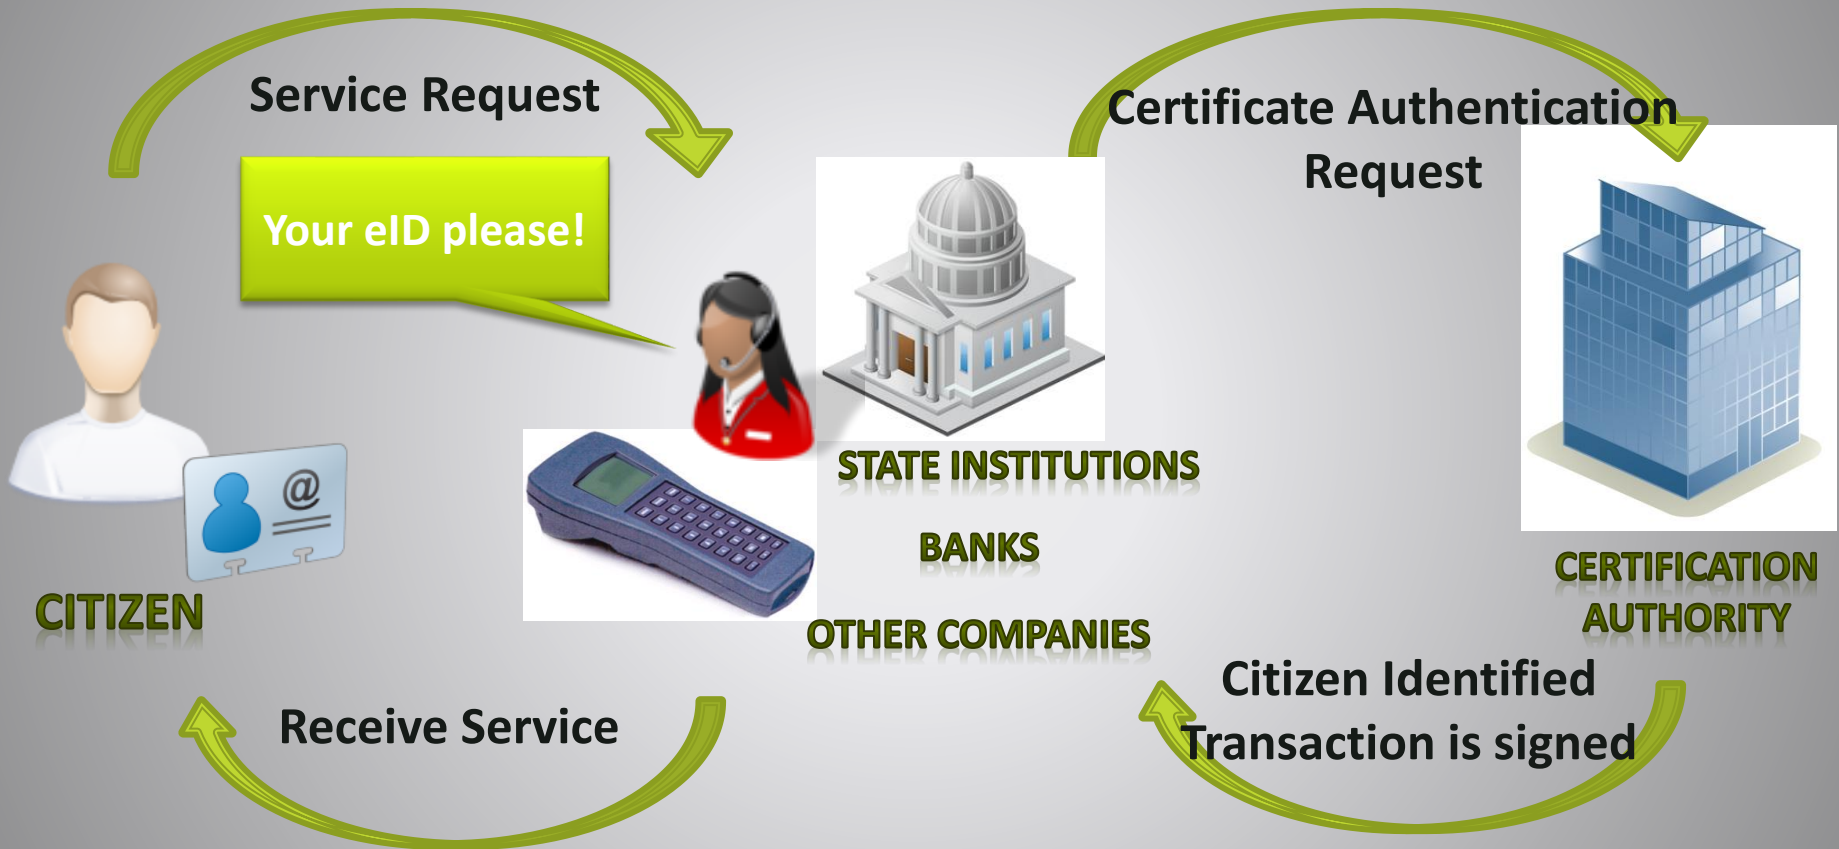 Service Request
Certificate Authentication
Request
Your eID please!
@
STATE INSTITUTIONS
BANKS
OTHER COMPANIES
CITIZEN
CERTIFICATION
AUTHORITY
Receive Service
Citizen Identified
Transaction is signed